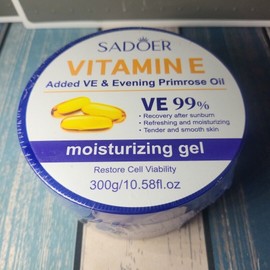 SADOER
VITAMIN E
Added VE & Evening Primrose Oil
VE 99%
• Recovery after sunburn
• Refreshing and moisturizing
• Tender and smooth skin
moisturizing gel
Restore Cell Viability
300g/10.58fl.oz